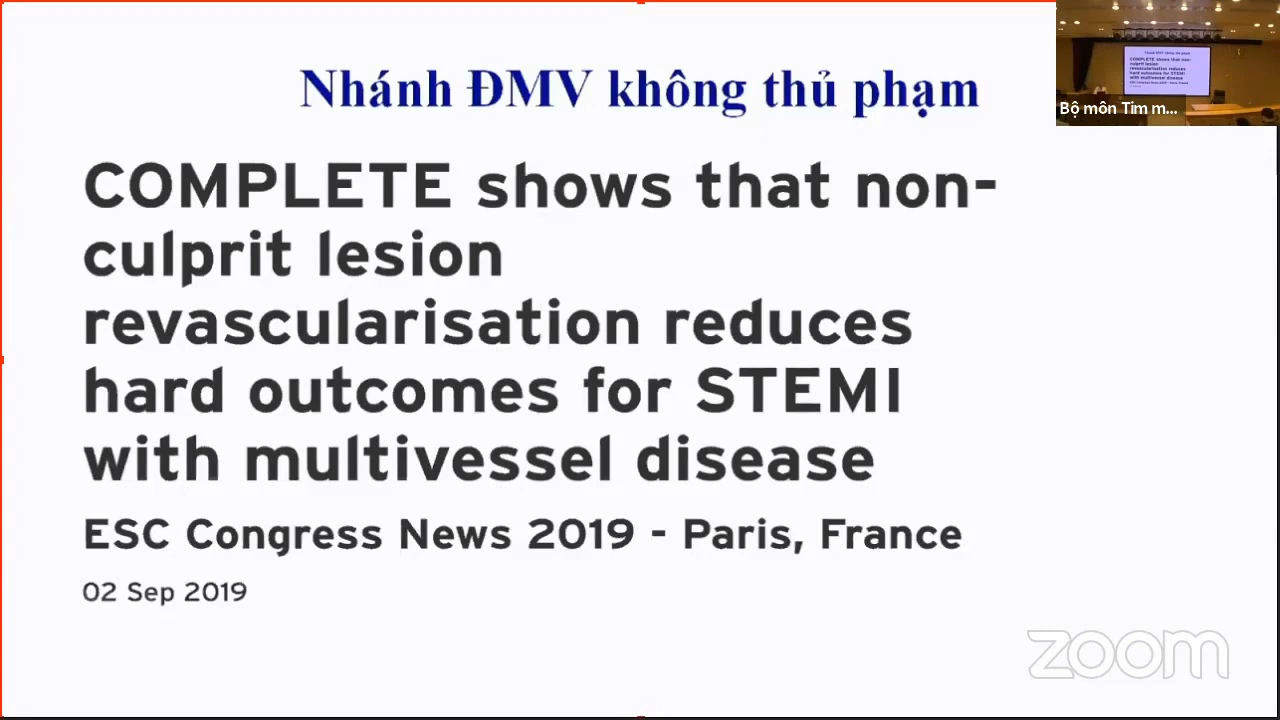 Nhánh ĐMV không thủ phạm
COMPLETE shows that non-
culprit lesion
revascularisation reduces
hard outcomes for STEMI
with multivessel disease
ESC Congress News 2019 - Paris, France
02 Sep 2019
Bộ môn Tim m...
zoom